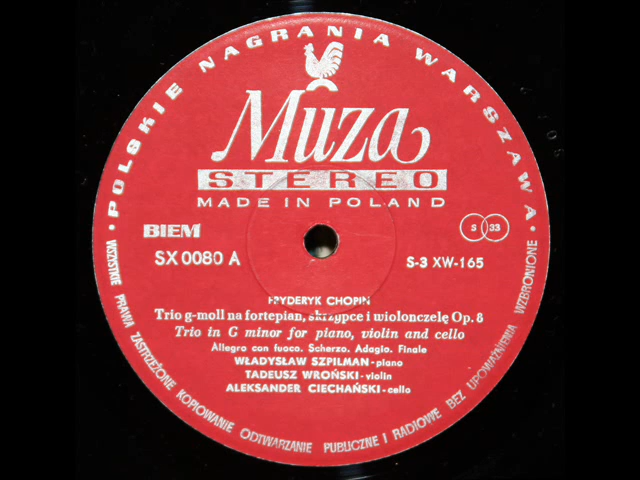 • POLSKIE NAGRANIA WARSZAWA •
Muza
STEREO
MADE IN POLAND
BIEM
S 33
SX 0080 A
S-3 XW-165
FRYDERYK CHOPIN
Trio g-moll na fortepian, skrzypce i wiolonczelę Op. 8
Trio in G minor for piano, violin and cello
Allegro con fuoco. Scherzo. Adagio. Finale
WŁADYSŁAW SZPILMAN - piano
TADEUSZ WROŃSKI - violin
ALEKSANDER CIECHAŃSKI - cello
WSZYSTKIE PRAWA ZASTRZEŻONE KOPIOWANIE ODTWARZANIE PUBLICZNE I RADIOWE BEZ UPOWAŻNIENIA WZBRONIONE